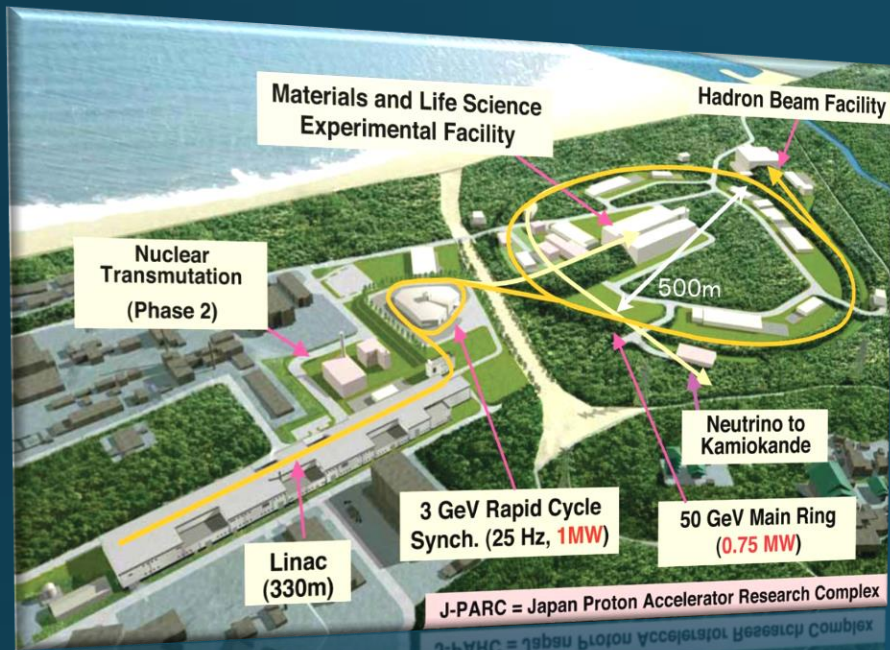 Materials and Life Science
Experimental Facility
Hadron Beam Facility
Nuclear
Transmutation
(Phase 2)
500m
Neutrino to
Kamiokande
3 GeV Rapid Cycle
Synch. (25 Hz, 1MW)
50 GeV Main Ring
(0.75 MW)
Linac
(330m)
J-PARC = Japan Proton Accelerator Research Complex